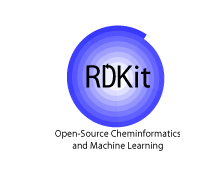 RDKit
Open-Source Cheminformatics
and Machine Learning